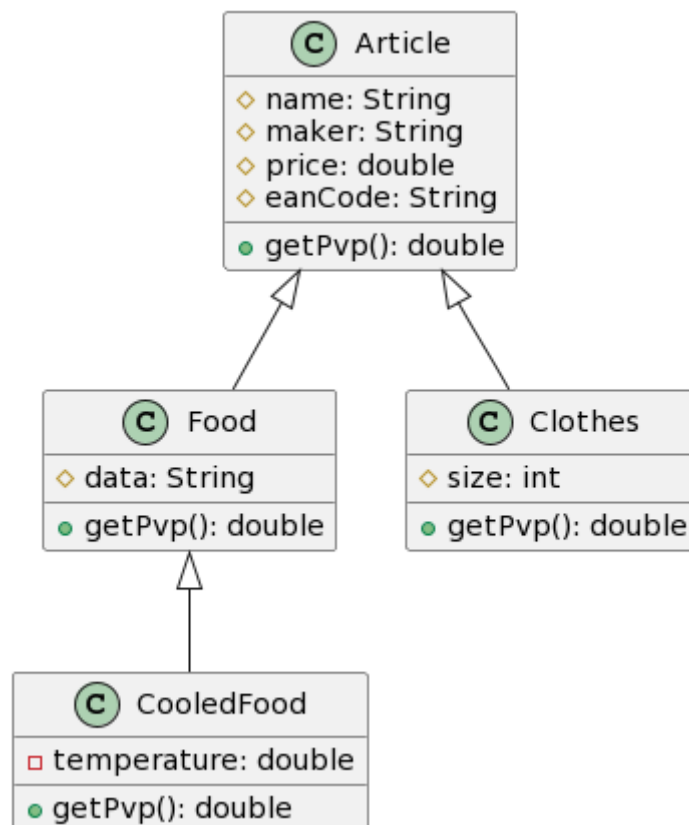 C Article
name: String
maker: String
price: double
eanCode: String
getPvp(): double
C Food
data: String
getPvp(): double
C Clothes
size: int
getPvp(): double
C CooledFood
temperature: double
getPvp(): double